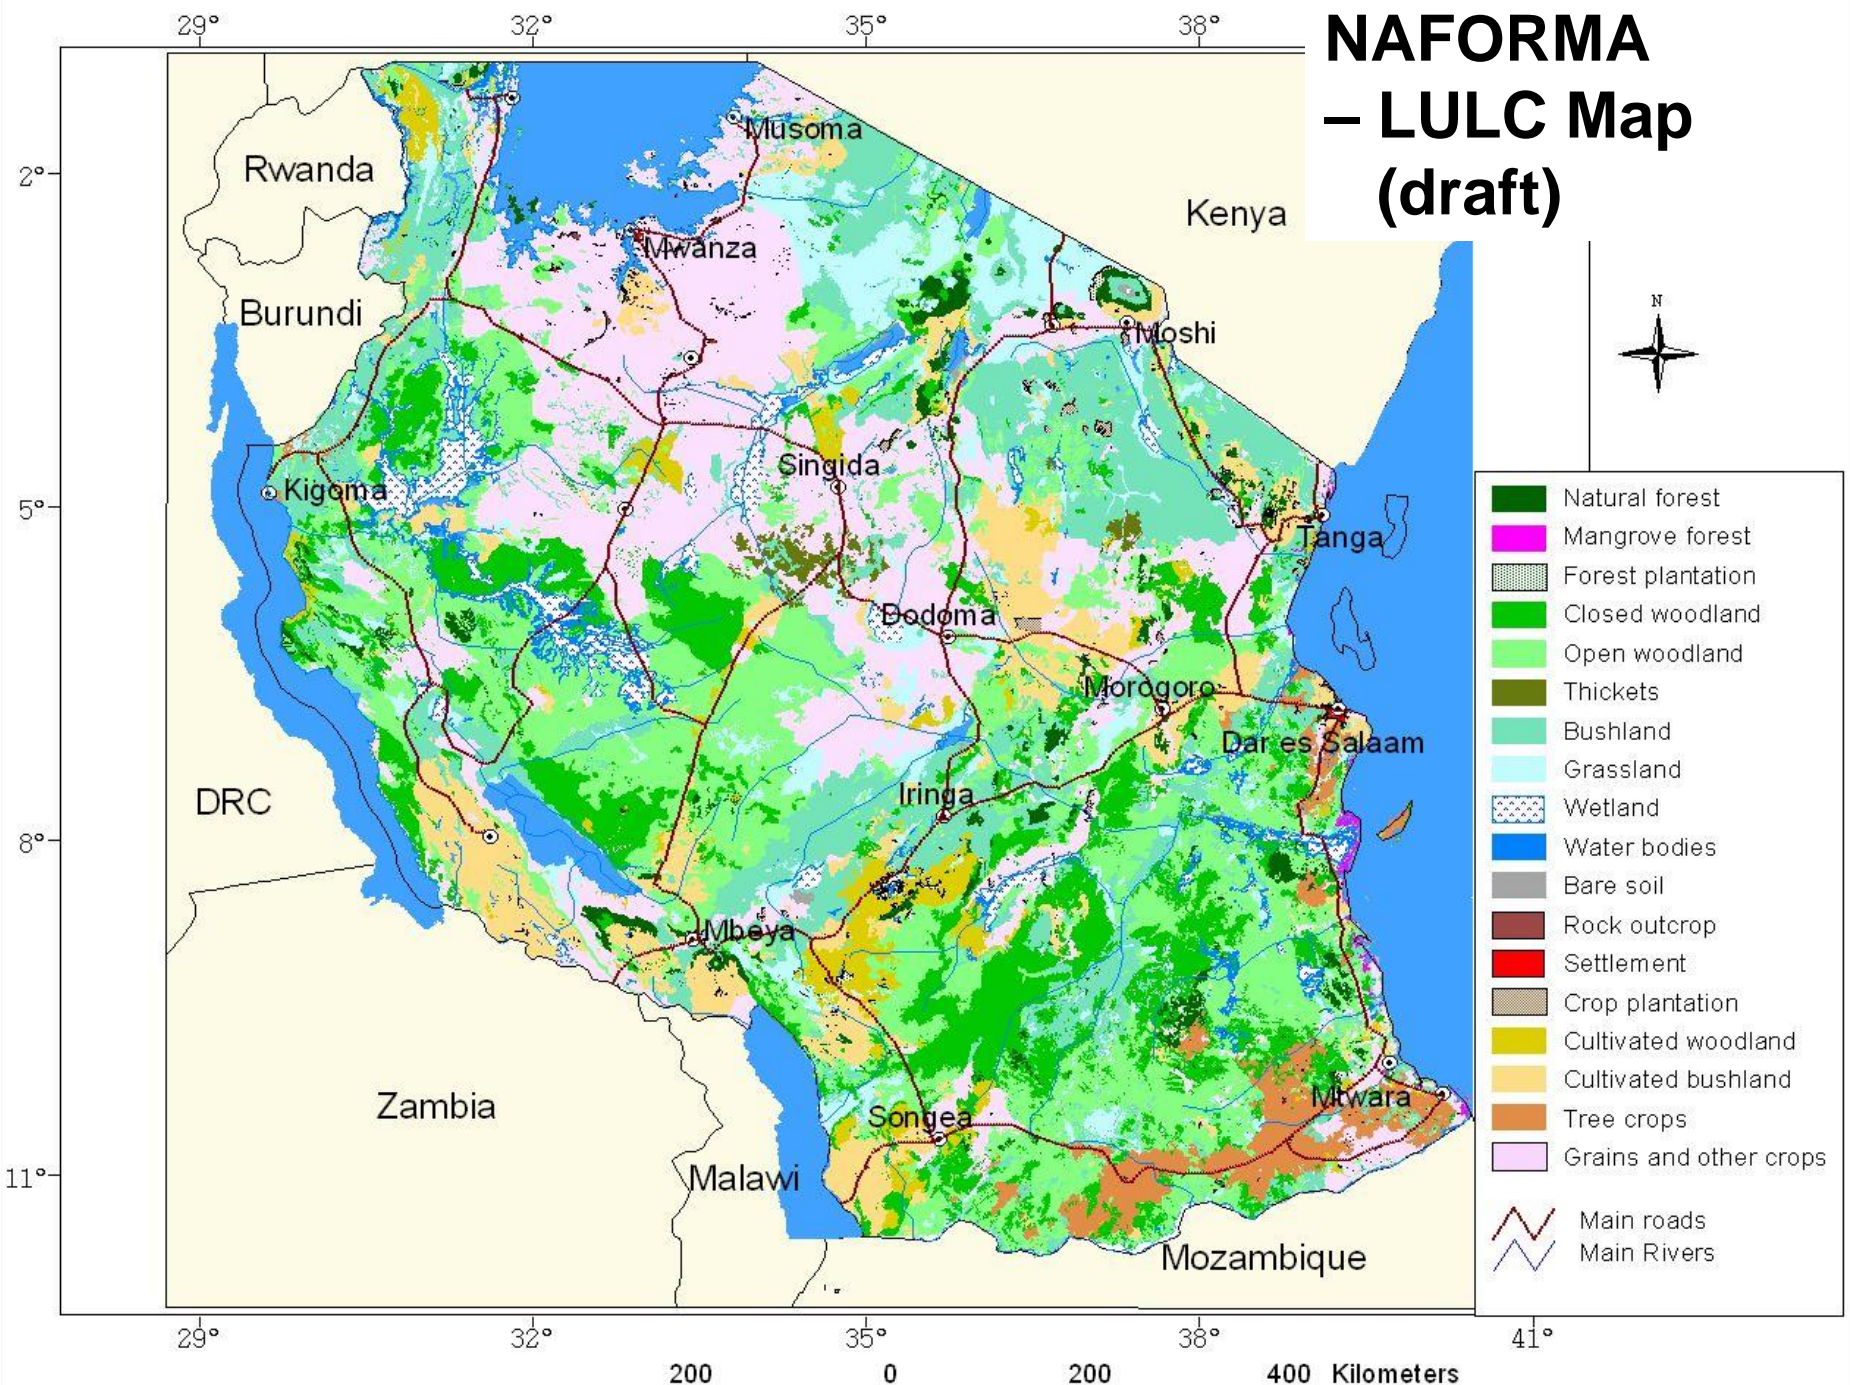 NAFORMA
– LULC Map
(draft)
29°
32°
35°
38°
2°
5°
8°
11°
Rwanda
Burundi
DRC
Zambia
Malawi
Mozambique
Kenya
Musoma
Mwanza
Moshi
Kigoma
Singida
Tanga
Dodoma
Morogoro
Dar es Salaam
Iringa
Mbeya
Songea
Mtwara
N
Natural forest
Mangrove forest
Forest plantation
Closed woodland
Open woodland
Thickets
Bushland
Grassland
Wetland
Water bodies
Bare soil
Rock outcrop
Settlement
Crop plantation
Cultivated woodland
Cultivated bushland
Tree crops
Grains and other crops
Main roads
Main Rivers
29°
32°
35°
38°
41°
200 0 200 400 Kilometers